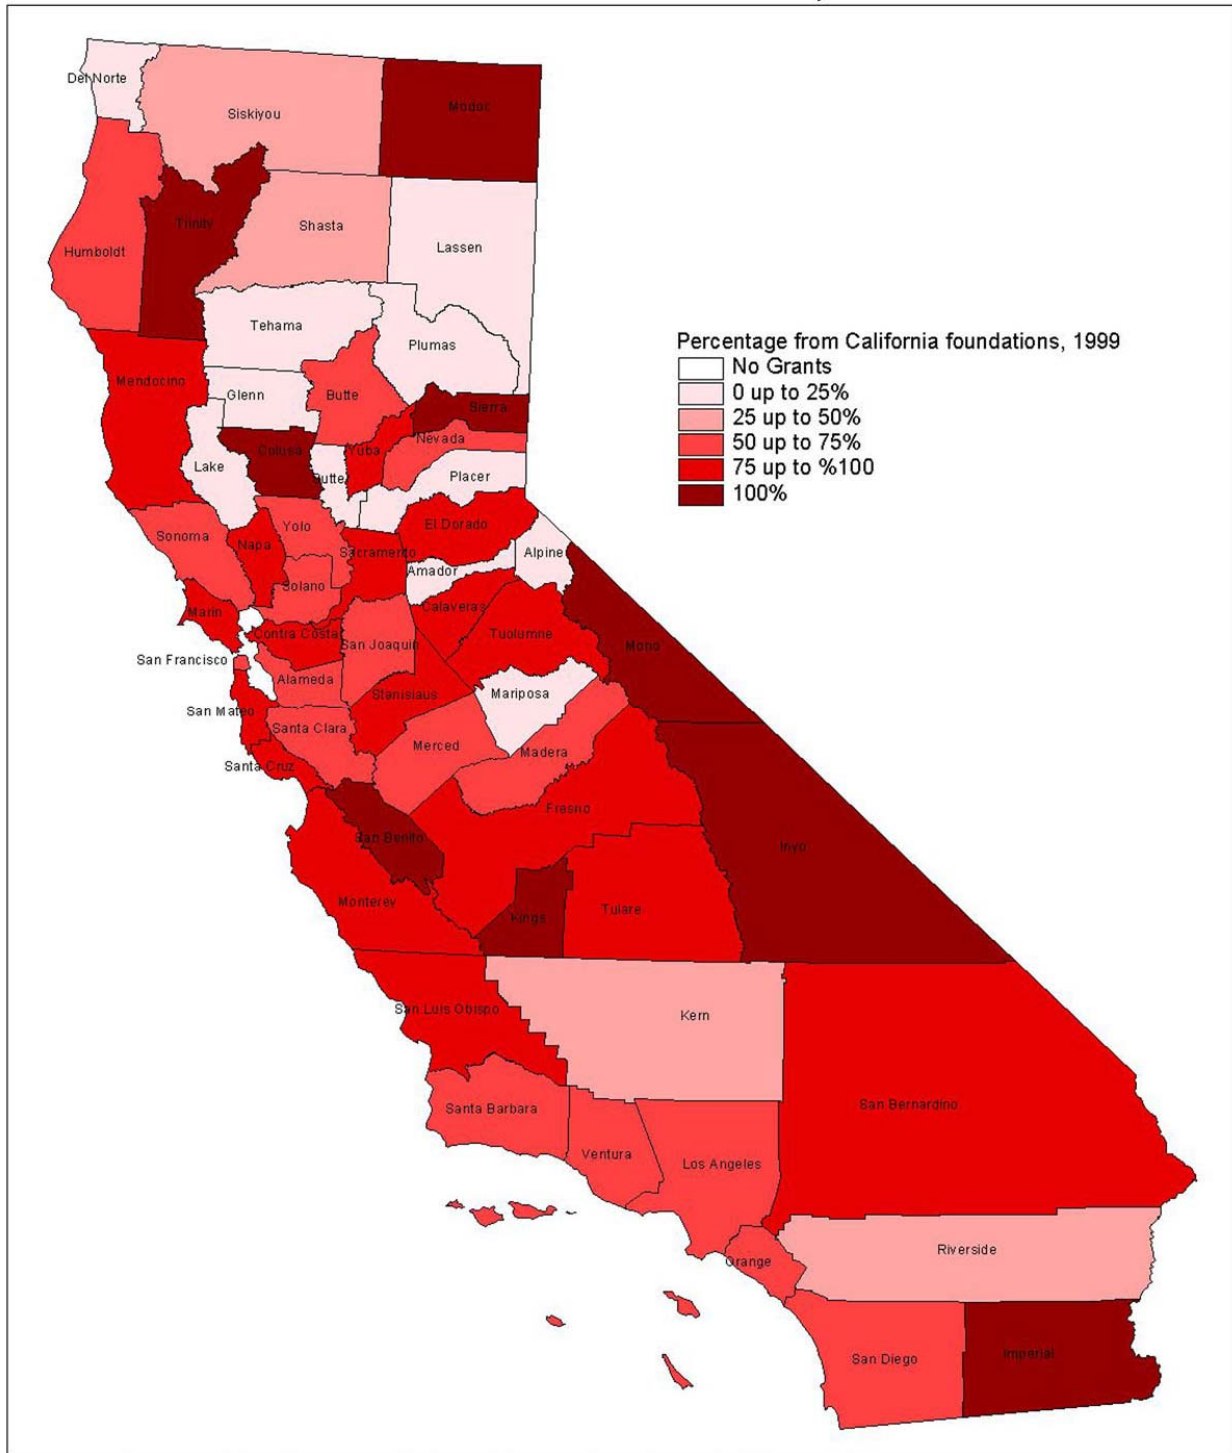 Del Norte
Siskiyou
Modoc
Trinity
Shasta
Humboldt
Lassen
Tehama
Plumas
Percentage from California foundations, 1999
No Grants
0 up to 25%
25 up to 50%
50 up to 75%
75 up to %100
100%
Mendocino
Glenn
Butte
Sierra
Nevada
Colusa
Yuba
Lake
Butte
Placer
Sonoma
Yolo
El Dorado
Napa
Sacramento
Alpine
Amador
Solano
Calaveras
Marin
Contra Costa
Tuolumne
San Joaquin
Mono
San Francisco
Alameda
Stanislaus
Mariposa
San Mateo
Santa Clara
Merced
Madera
Santa Cruz
Fresno
San Benito
Inyo
Monterey
Kings
Tulare
San Luis Obispo
Kern
Santa Barbara
San Bernardino
Ventura
Los Angeles
Orange
Riverside
San Diego
Imperial